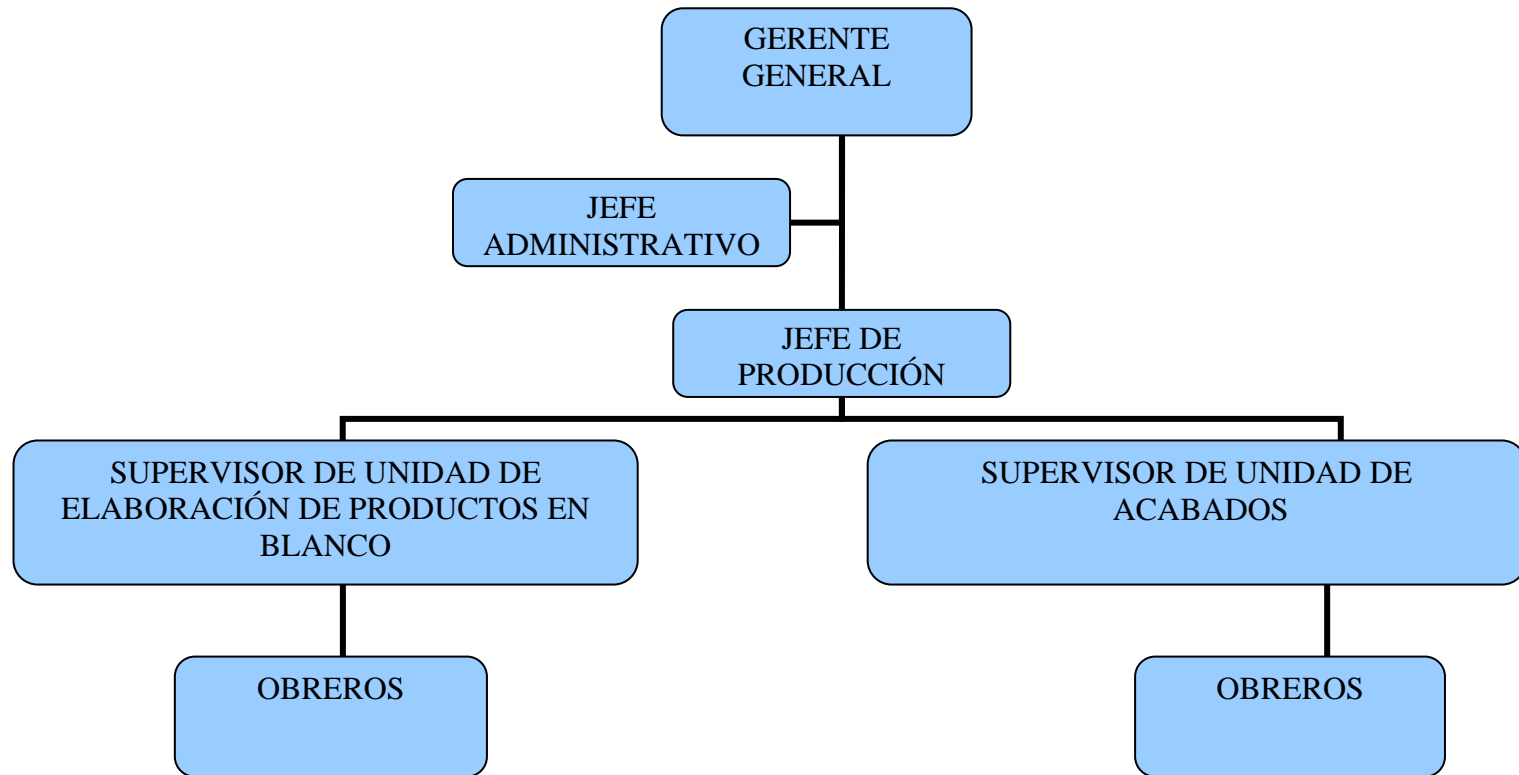 GERENTE
GENERAL
JEFE
ADMINISTRATIVO
JEFE DE
PRODUCCIÓN
SUPERVISOR DE UNIDAD DE
ELABORACIÓN DE PRODUCTOS EN
BLANCO
SUPERVISOR DE UNIDAD DE
ACABADOS
OBREROS
OBREROS